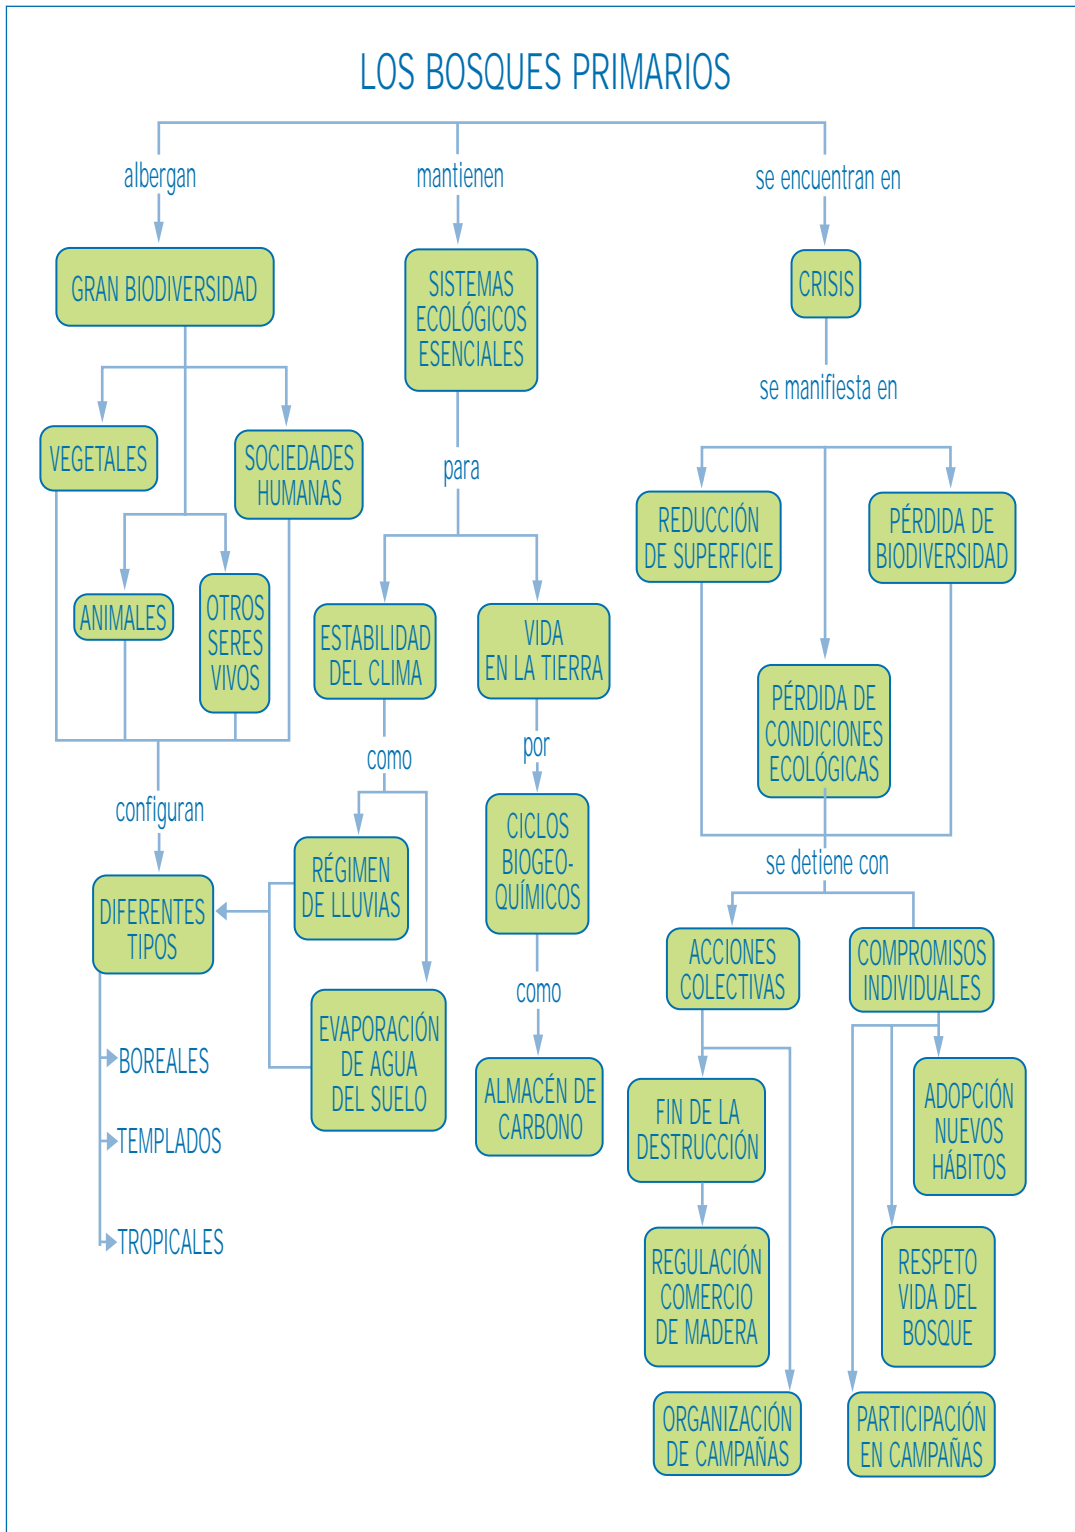 LOS BOSQUES PRIMARIOS
albergan
mantienen
se encuentran en
GRAN BIODIVERSIDAD
SISTEMAS
ECOLÓGICOS
ESENCIALES
CRISIS
se manifiesta en
VEGETALES
SOCIEDADES
HUMANAS
para
REDUCCIÓN
DE SUPERFICIE
PÉRDIDA DE
BIODIVERSIDAD
ANIMALES
OTROS
SERES
VIVOS
ESTABILIDAD
DEL CLIMA
VIDA
EN LA TIERRA
PÉRDIDA DE
CONDICIONES
ECOLÓGICAS
como
por
configuran
CICLOS
BIOGEO-
QUÍMICOS
RÉGIMEN
DE LLUVIAS
se detiene con
DIFERENTES
TIPOS
ACCIONES
COLECTIVAS
COMPROMISOS
INDIVIDUALES
como
EVAPORACIÓN
DE AGUA
DEL SUELO
BOREALES
ALMACÉN DE
CARBONO
FIN DE LA
DESTRUCCIÓN
ADOPCIÓN
NUEVOS
HÁBITOS
TEMPLADOS
TROPICALES
REGULACIÓN
COMERCIO
DE MADERA
RESPETO
VIDA DEL
BOSQUE
ORGANIZACIÓN
DE CAMPAÑAS
PARTICIPACIÓN
EN CAMPAÑAS